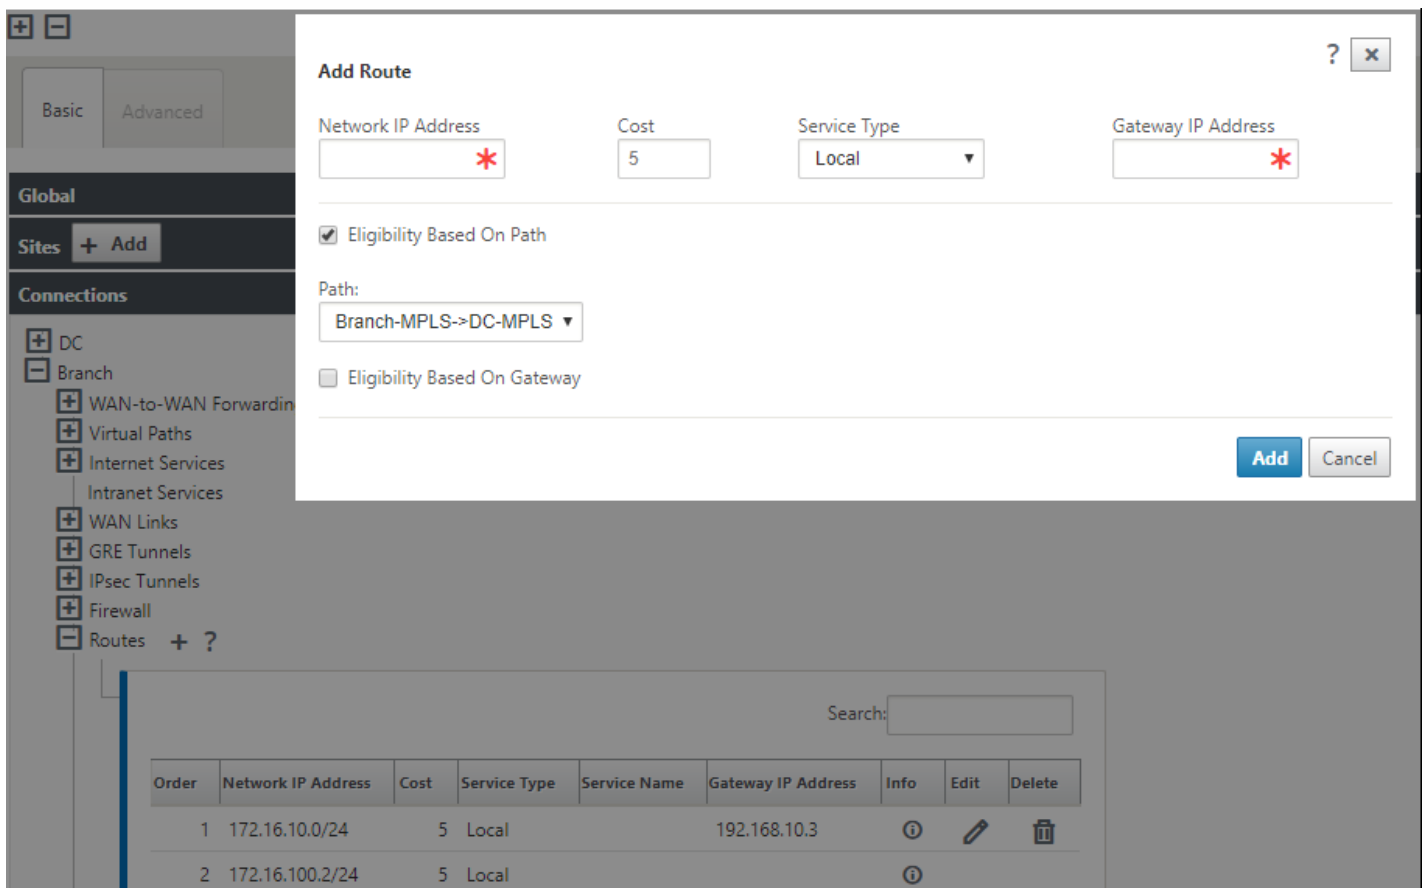 ?
Add Route
Basic
Advanced
Network IP Address
Cost
Service Type
Gateway IP Address
5
Local
Global
Eligibility Based On Path
Sites + Add
Path:
Connections
Branch-MPLS->DC-MPLS
DC
Branch
Eligibility Based On Gateway
WAN-to-WAN Forwardin
Virtual Paths
Add
Cancel
Internet Services
Intranet Services
WAN Links
GRE Tunnels
IPsec Tunnels
Firewall
Routes + ?
Search:
Order Network IP Address Cost Service Type Service Name Gateway IP Address Info Edit Delete
1 172.16.10.0/24 5 Local 192.168.10.3
2 172.16.100.2/24 5 Local